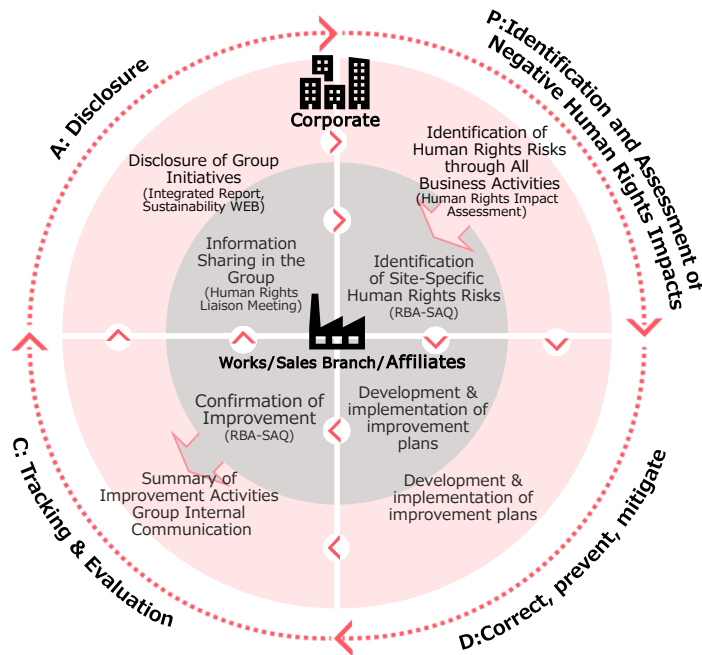 P:Identification and Assessment of
Negative Human Rights Impacts
A: Disclosure
Corporate
Identification of
Human Rights Risks
through All
Business Activities
(Human Rights Impact
Assessment)
Disclosure of Group
Initiatives
(Integrated Report,
Sustainability WEB)
Information
Sharing in the
Group
(Human Rights
Liaison Meeting)
Identification
of Site-Specific
Human Rights Risks
(RBA-SAQ)
Works/Sales Branch/Affiliates
Confirmation of
Improvement
(RBA-SAQ)
Development &
implementation of
improvement
plans
Summary of
Improvement Activities
Group Internal
Communication
Development &
implementation of
improvement plans
C: Tracking & Evaluation
D:Correct, prevent, mitigate